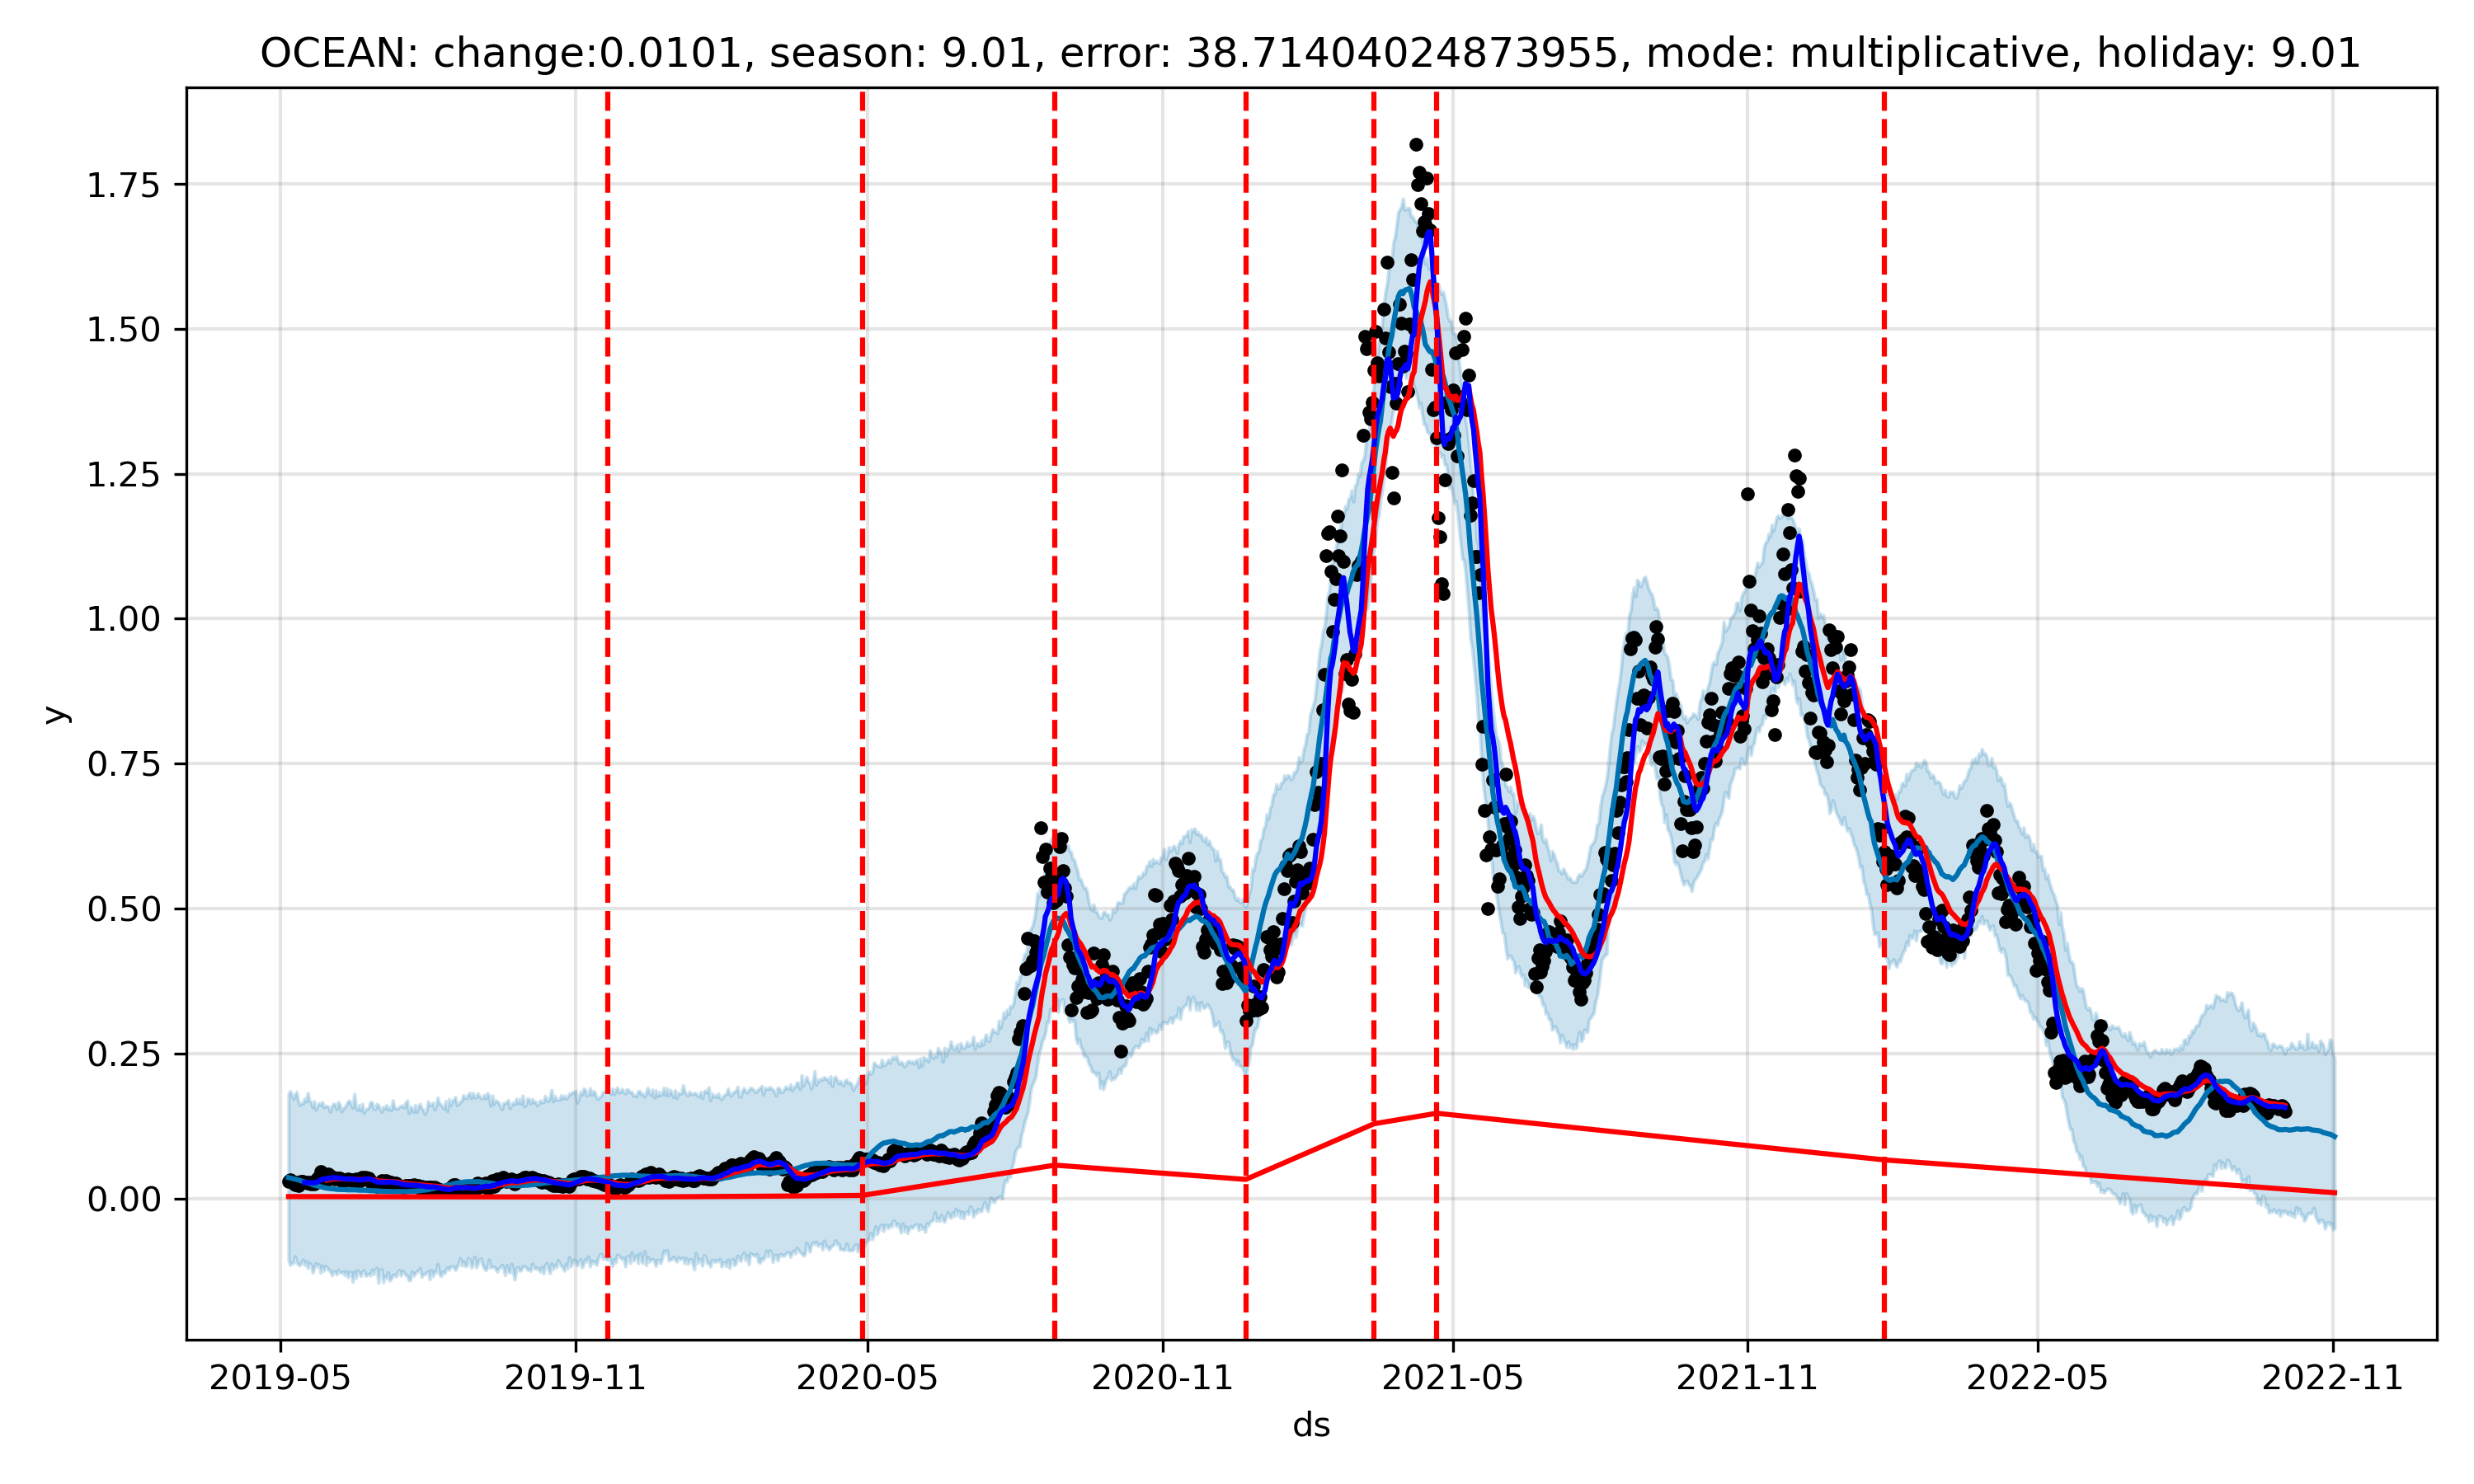 OCEAN: change:0.0101, season: 9.01, error: 38.71404024873955, mode: multiplicative, holiday: 9.01
1.75
1.50
1.25
1.00
0.75
0.50
0.25
0.00
y
2019-05 2019-11 2020-05 2020-11 2021-05 2021-11 2022-05 2022-11
ds